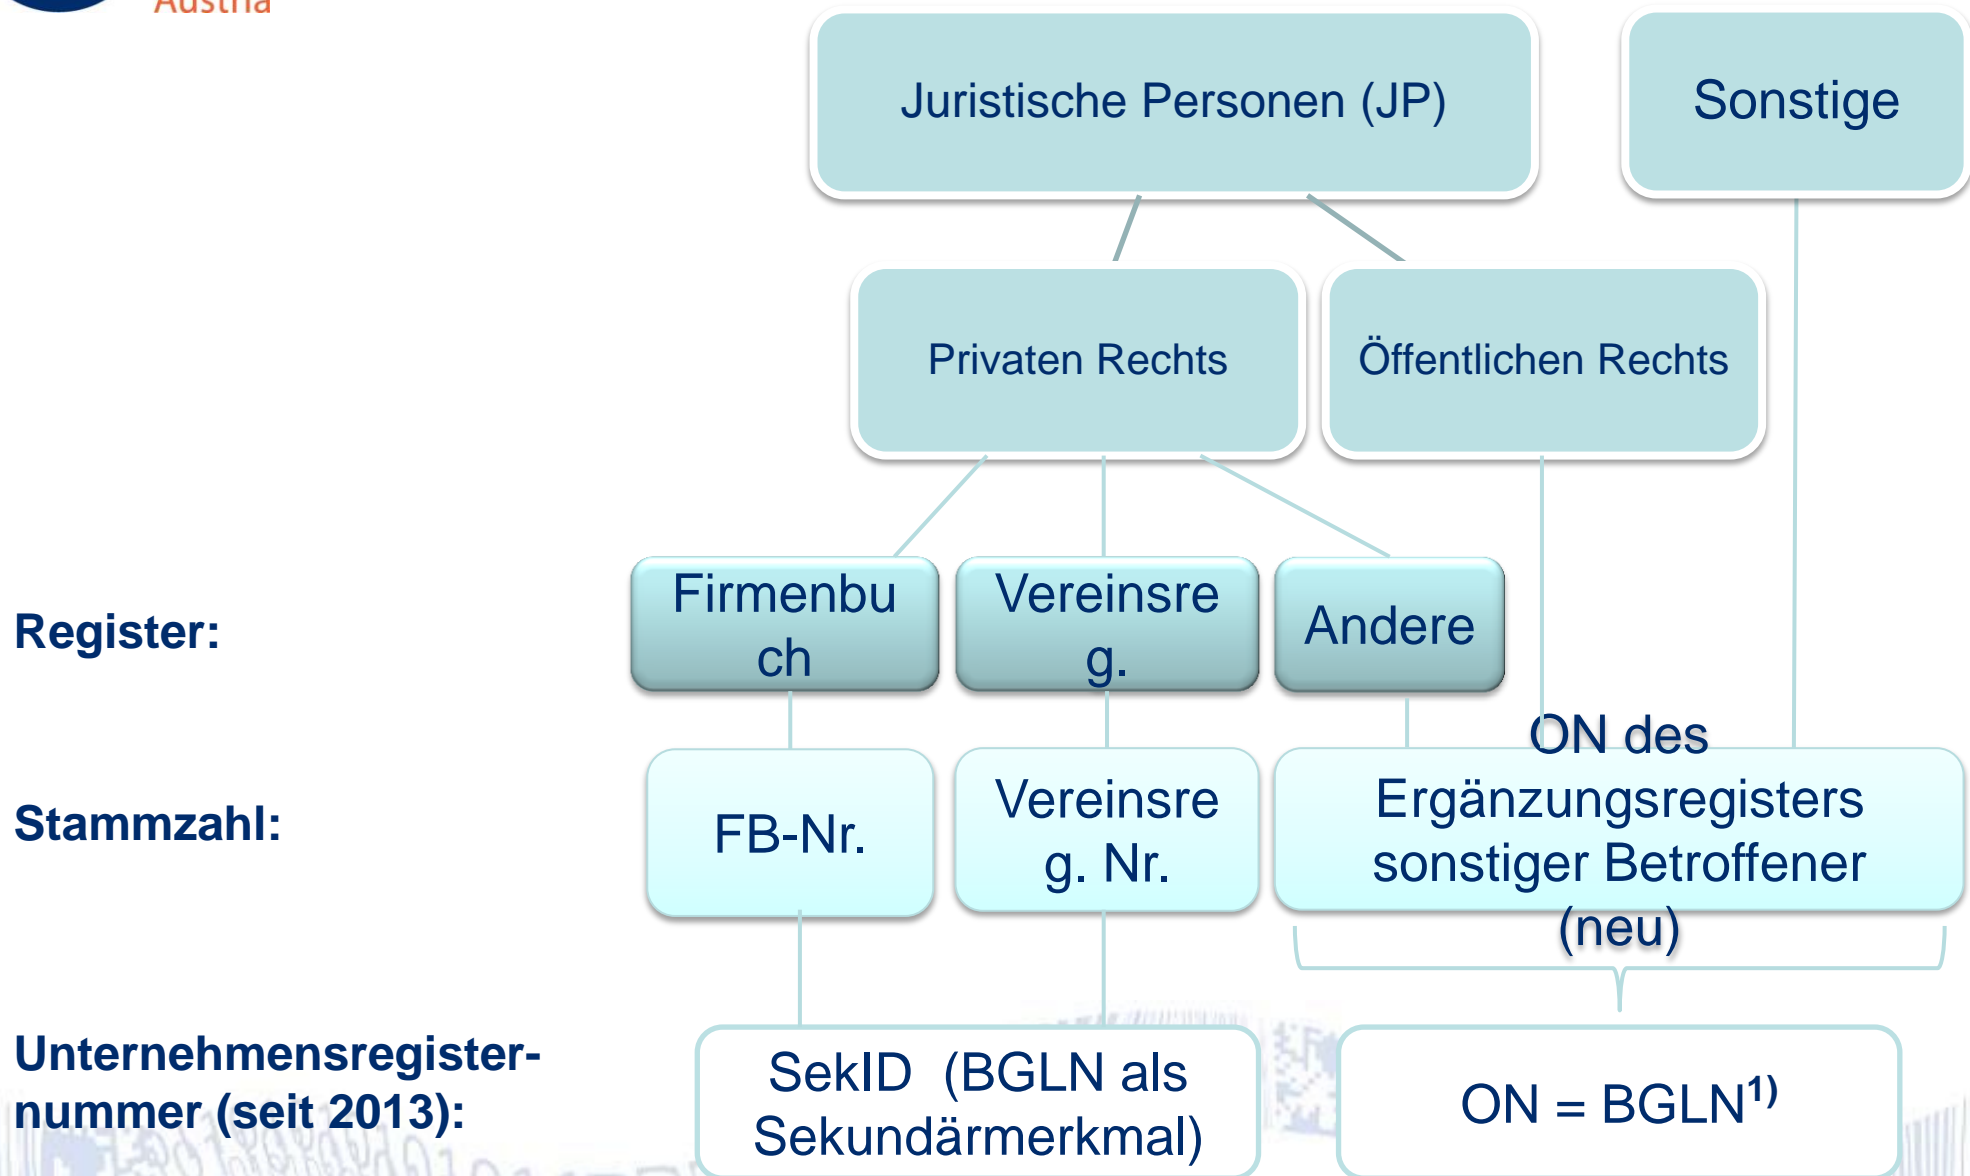 Austria
Juristische Personen (JP)
Sonstige
Privaten Rechts
Öffentlichen Rechts
Register:
Firmenbu
ch
Vereinsre
g.
Andere
Stammzahl:
FB-Nr.
Vereinsre
g. Nr.
ON des
Ergänzungsregisters
sonstiger Betroffener
(neu)
Unternehmensregister-
nummer (seit 2013):
SekID (BGLN als
Sekundärmerkmal)
ON = BGLN¹⁾